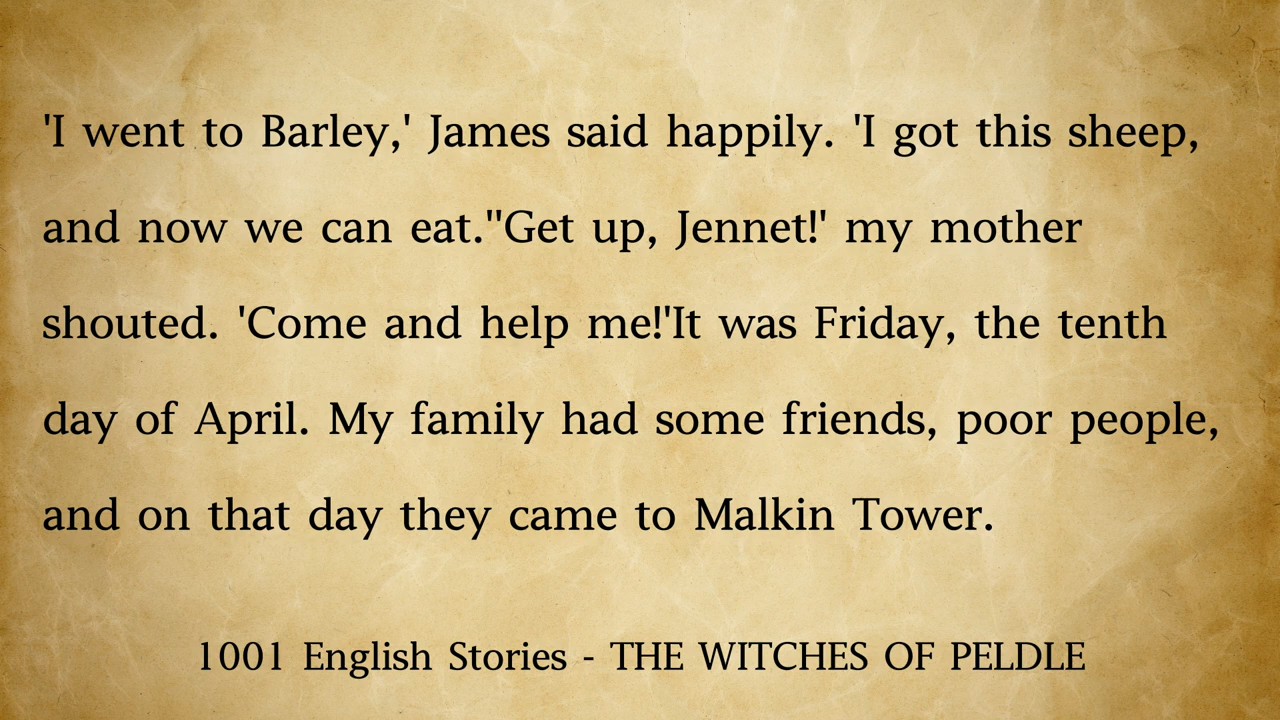 'I went to Barley,' James said happily. 'I got this sheep,
and now we can eat.''Get up, Jennet!' my mother
shouted. 'Come and help me!'It was Friday, the tenth
day of April. My family had some friends, poor people,
and on that day they came to Malkin Tower.
1001 English Stories - THE WITCHES OF PELDLE